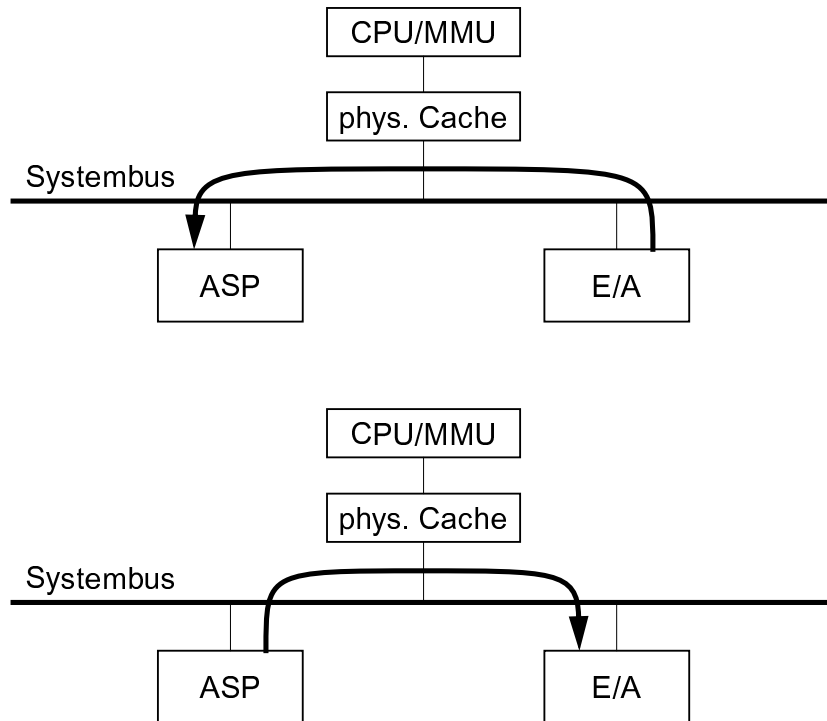 CPU/MMU
phys. Cache
Systembus
ASP
E/A
CPU/MMU
phys. Cache
Systembus
ASP
E/A